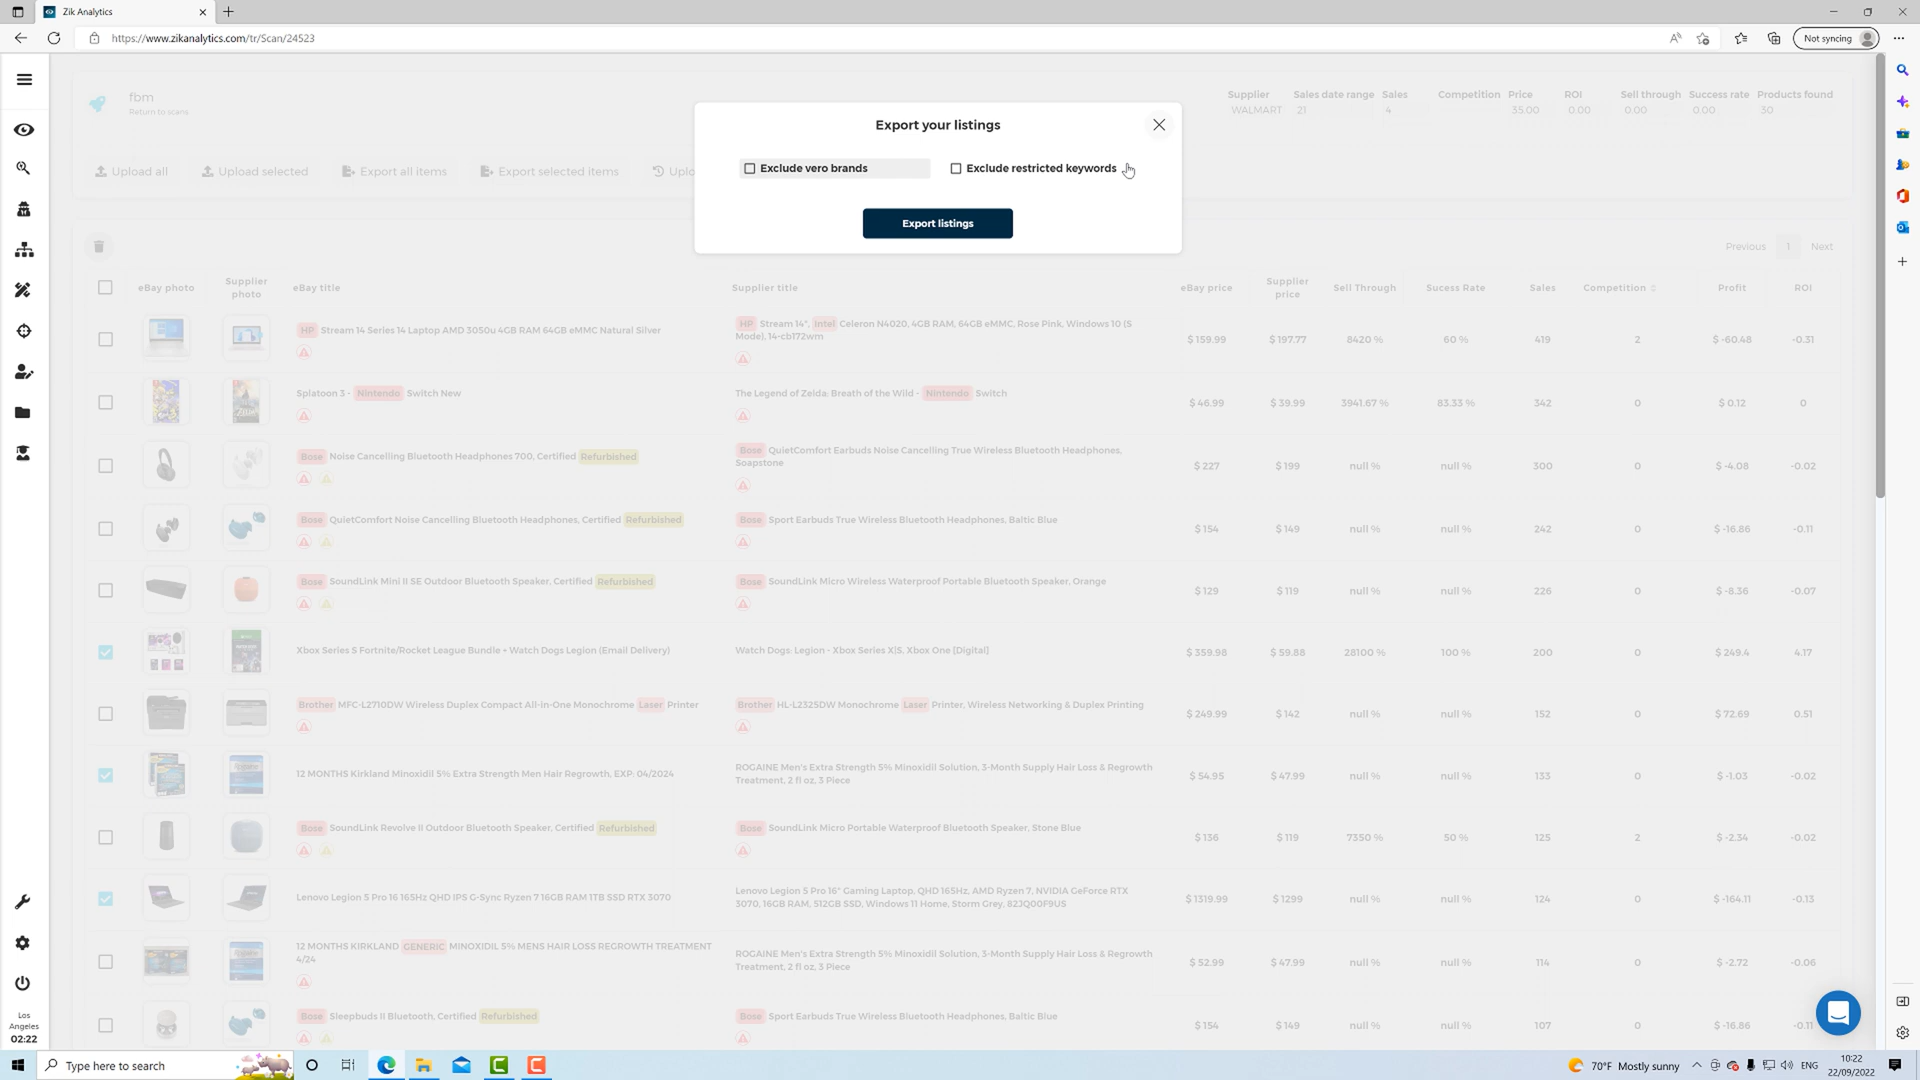 Zik Analytics
https://www.zikanalytics.com/tr/Scan/24523
Not syncing
fbm
Return to scans
Supplier Sales date range Sales Competition Price ROI Sell through Success rate Products found
WALMART 21 4 35.00 0.00 0.00 0.00 30
Export your listings
Exclude vero brands
Exclude restricted keywords
Export listings
Upload all
Upload selected
Export all items
Export selected items
Uplo
Previous 1 Next
eBay photo Supplier photo eBay title Supplier title eBay price Supplier price Sell Through Sucess Rate Sales Competition Profit ROI
HP Stream 14 Series 14 Laptop AMD 3050u 4GB RAM 64GB eMMC Natural Silver
HP Stream 14", Intel Celeron N4020, 4GB RAM, 64GB eMMC, Rose Pink, Windows 10 (S
Mode), 14-cb172wm
$ 159.99 $ 197.77 8420 % 60 % 419 2 $ -60.48 -0.31
Splatoon 3 - Nintendo Switch New
The Legend of Zelda: Breath of the Wild - Nintendo Switch
$ 46.99 $ 39.99 3941.67 % 83.33 % 342 0 $ 0.12 0
Bose Noise Cancelling Bluetooth Headphones 700, Certified Refurbished
Bose QuietComfort Earbuds Noise Cancelling True Wireless Bluetooth Headphones,
Soapstone
$ 227 $ 199 null % null % 300 0 $ -4.08 -0.02
Bose QuietComfort Noise Cancelling Bluetooth Headphones, Certified Refurbished
Bose Sport Earbuds True Wireless Bluetooth Headphones, Baltic Blue
$ 154 $ 149 null % null % 242 0 $ -16.86 -0.11
Bose SoundLink Mini II SE Outdoor Bluetooth Speaker, Certified Refurbished
Bose SoundLink Micro Wireless Waterproof Portable Bluetooth Speaker, Orange
$ 129 $ 119 null % null % 226 0 $ -8.36 -0.07
Xbox Series S Fortnite/Rocket League Bundle + Watch Dogs Legion (Email Delivery)
Watch Dogs: Legion - Xbox Series X|S, Xbox One [Digital]
$ 359.98 $ 59.88 28100 % 100 % 200 0 $ 249.4 4.17
Brother MFC-L2710DW Wireless Duplex Compact All-in-One Monochrome Laser Printer
Brother HL-L2325DW Monochrome Laser Printer, Wireless Networking & Duplex Printing
$ 249.99 $ 142 null % null % 152 0 $ 72.69 0.51
12 MONTHS Kirkland Minoxidil 5% Extra Strength Men Hair Regrowth, EXP: 04/2024
ROGAINE Men's Extra Strength 5% Minoxidil Solution, 3-Month Supply Hair Loss & Regrowth
Treatment, 2 fl oz, 3 Piece
$ 54.95 $ 47.99 null % null % 133 0 $ -1.03 -0.02
Bose SoundLink Revolve II Outdoor Bluetooth Speaker, Certified Refurbished
Bose SoundLink Micro Portable Waterproof Bluetooth Speaker, Stone Blue
$ 136 $ 119 7350 % 50 % 125 2 $ -2.34 -0.02
Lenovo Legion 5 Pro 16 165Hz QHD IPS G-Sync Ryzen 7 16GB RAM 1TB SSD RTX 3070
Lenovo Legion 5 Pro 16" Gaming Laptop, QHD 165Hz, AMD Ryzen 7, NVIDIA GeForce RTX
3070, 16GB RAM, 512GB SSD, Windows 11 Home, Storm Grey, 82JQ00F9US
$ 1319.99 $ 1299 null % null % 124 0 $ -164.11 -0.13
12 MONTHS KIRKLAND GENERIC MINOXIDIL 5% MENS HAIR LOSS REGROWTH TREATMENT
4/24
ROGAINE Men's Extra Strength 5% Minoxidil Solution, 3-Month Supply Hair Loss & Regrowth
Treatment, 2 fl oz, 3 Piece
$ 52.99 $ 47.99 null % null % 114 0 $ -2.72 -0.06
Bose Sleepbuds II Bluetooth, Certified Refurbished
Bose Sport Earbuds True Wireless Bluetooth Headphones, Baltic Blue
$ 154 $ 149 null % null % 107 0 $ -16.86 -0.11
Los
Angeles
02:22
Type here to search
70°F Mostly sunny
ENG
10:22
22/09/2022